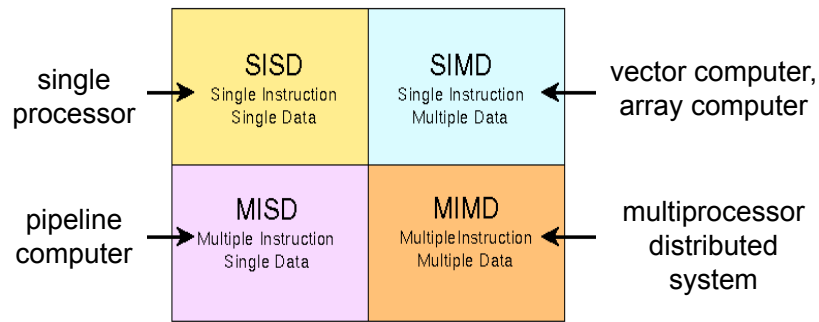 single
processor
SISD
Single Instruction
Single Data
SIMD
Single Instruction
Multiple Data
vector computer,
array computer
pipeline
computer
MISD
Multiple Instruction
Single Data
MIMD
MultipleInstruction
Multiple Data
multiprocessor
distributed
system